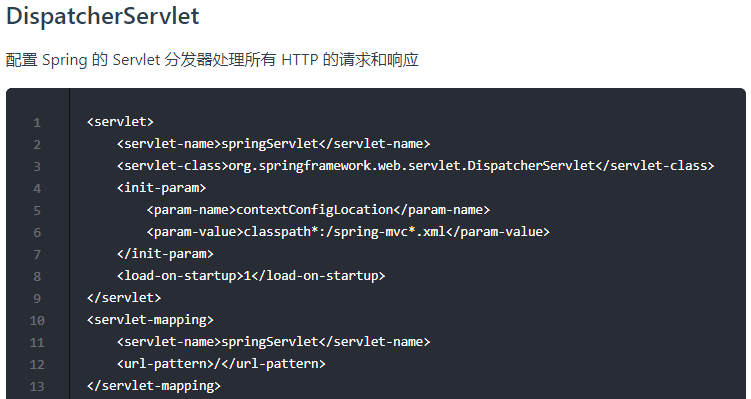 DispatcherServlet
配置 Spring 的 Servlet 分发器处理所有 HTTP 的请求和响应
1 <servlet>
2     <servlet-name>springServlet</servlet-name>
3     <servlet-class>org.springframework.web.servlet.DispatcherServlet</servlet-class>
4     <init-param>
5         <param-name>contextConfigLocation</param-name>
6         <param-value>classpath*:/spring-mvc*.xml</param-value>
7     </init-param>
8     <load-on-startup>1</load-on-startup>
9 </servlet>
10 <servlet-mapping>
11     <servlet-name>springServlet</servlet-name>
12     <url-pattern>/</url-pattern>
13 </servlet-mapping>